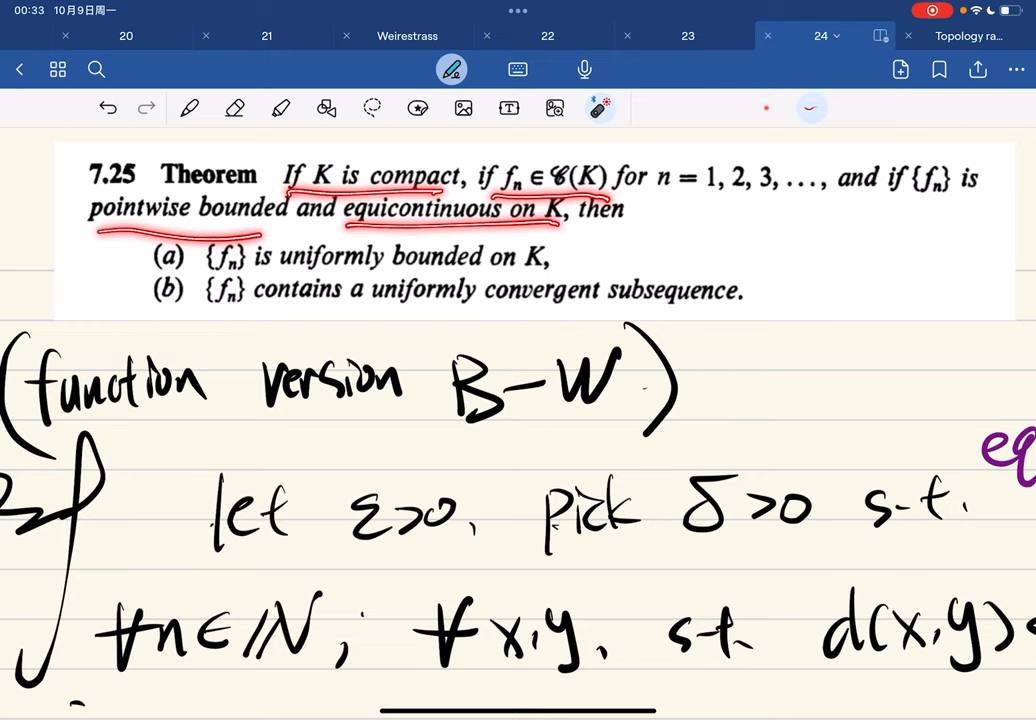 00:33 10月9日周一
20 21 Weirestrass 22 23 24 Topology ra...
7.25 Theorem If K is compact, if fₙ ∈ 𝒞(K) for n = 1, 2, 3, ..., and if {fₙ} is
pointwise bounded and equicontinuous on K, then
(a) {fₙ} is uniformly bounded on K,
(b) {fₙ} contains a uniformly convergent subsequence.
(function version B-W)
eq
let ε>0, pick δ>0 s.t.
∀n∈ℕ; ∀x,y, s.t. d(x,y)<